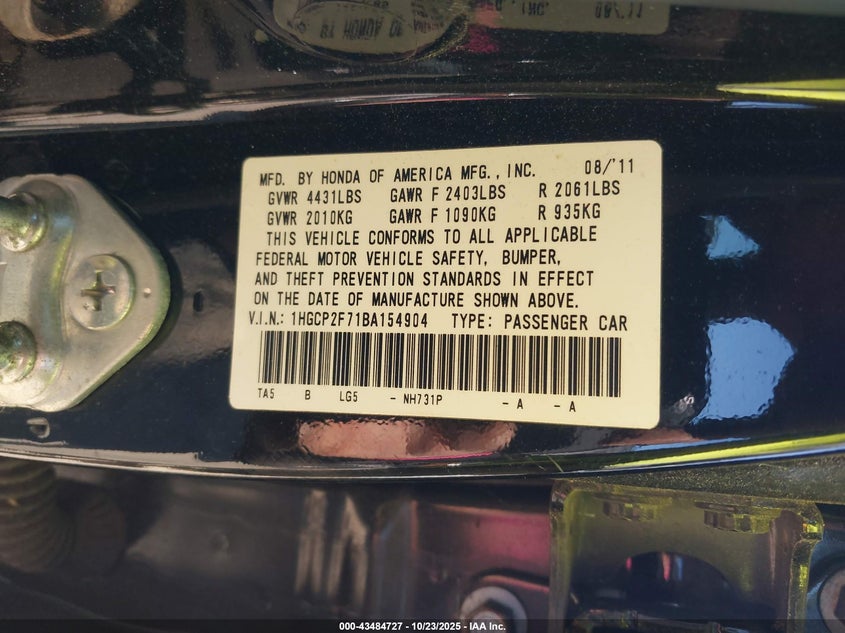 MFD. BY HONDA OF AMERICA MFG., INC. 08/'11
GVWR 4431LBS GAWR F 2403LBS R 2061LBS
GVWR 2010KG GAWR F 1090KG R 935KG
THIS VEHICLE CONFORMS TO ALL APPLICABLE
FEDERAL MOTOR VEHICLE SAFETY, BUMPER,
AND THEFT PREVENTION STANDARDS IN EFFECT
ON THE DATE OF MANUFACTURE SHOWN ABOVE.
V.I.N.: 1HGCP2F71BA154904 TYPE: PASSENGER CAR
TA5 B LG5 - NH731P - A - A
000-43484727 - 10/23/2025 - IAA Inc.